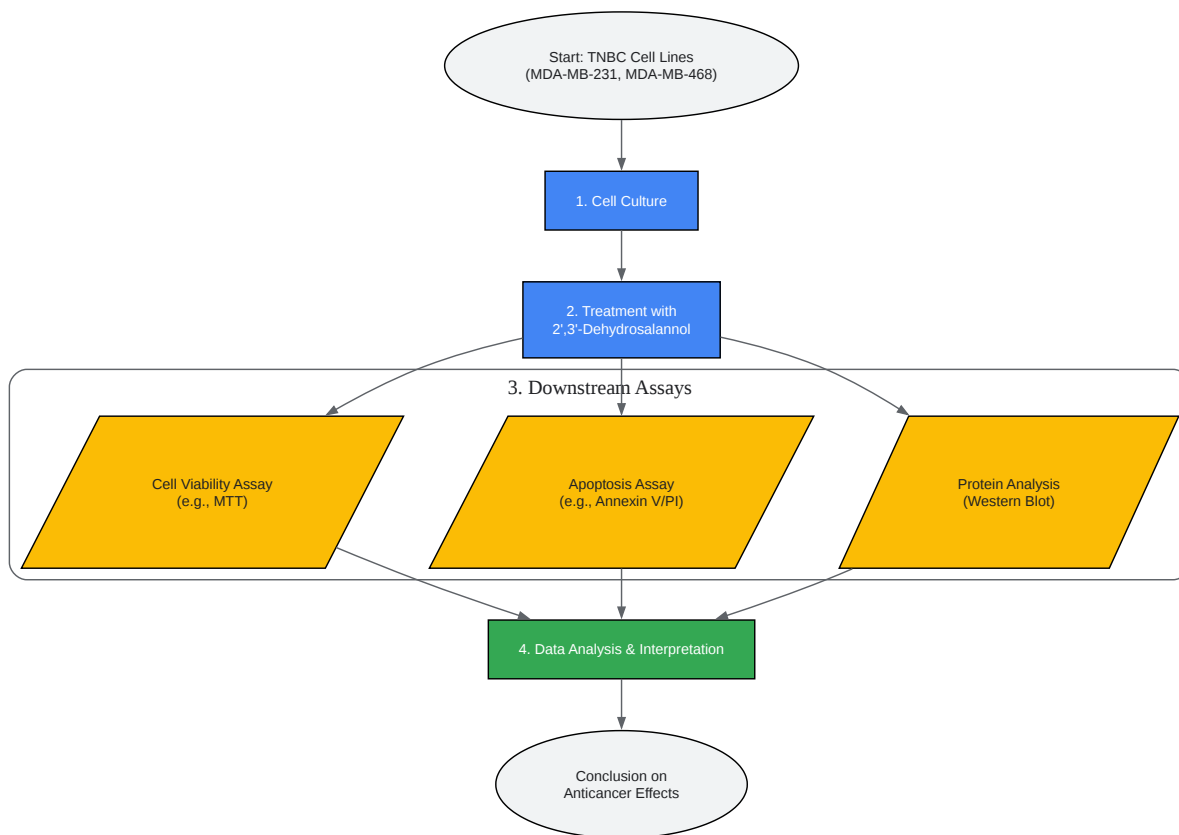 Start: TNBC Cell Lines
(MDA-MB-231, MDA-MB-468)
1. Cell Culture
2. Treatment with
2',3'-Dehydrosalannol
3. Downstream Assays
Cell Viability Assay
(e.g., MTT)
Apoptosis Assay
(e.g., Annexin V/PI)
Protein Analysis
(Western Blot)
4. Data Analysis & Interpretation
Conclusion on
Anticancer Effects